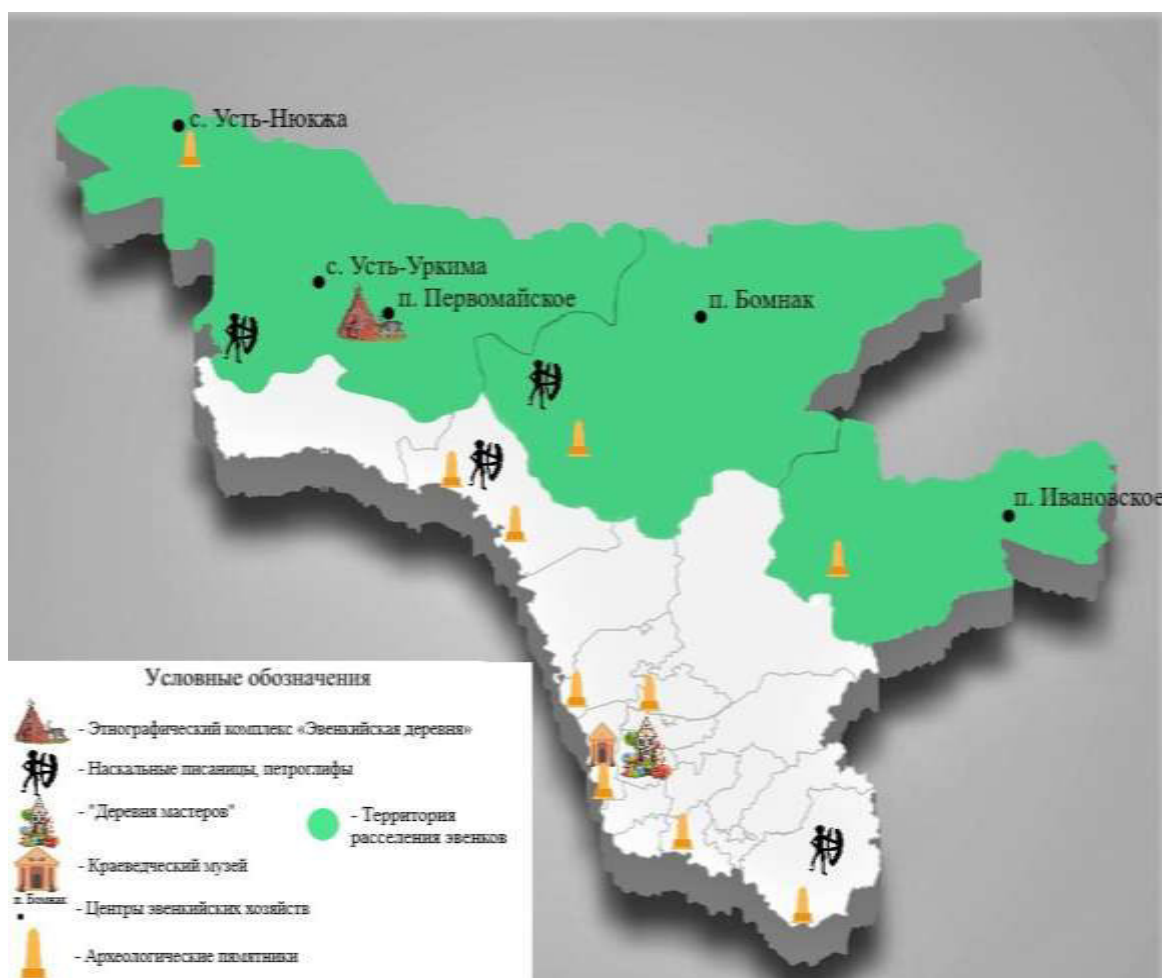 с. Усть-Нюкжа
с. Усть-Уркима
п. Первомайское
п. Бомнак
п. Ивановское
Условные обозначения
- Этнографический комплекс «Эвенкийская деревня»
- Наскальные писаницы, петроглифы
- "Деревня мастеров"
- Территория
расселения эвенков
- Краеведческий музей
п. Бомнак
- Центры эвенкийских хозяйств
- Археологические памятники